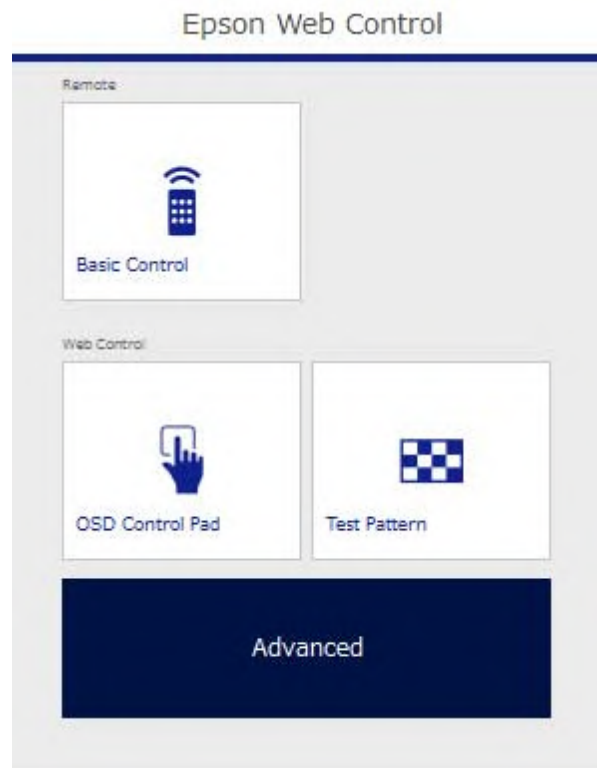 Epson Web Control
Remote
Basic Control
Web Control
OSD Control Pad
Test Pattern
Advanced